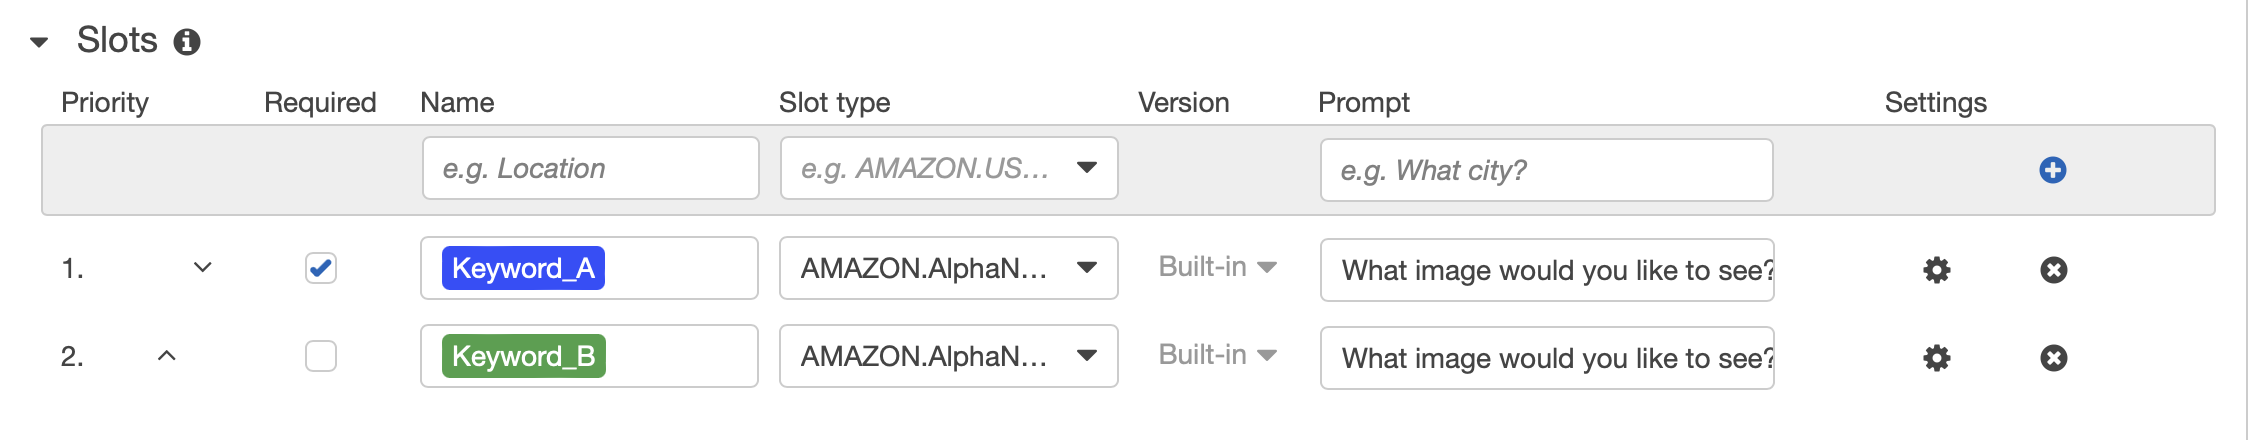 Slots
Priority Required Name Slot type Version Prompt Settings
e.g. Location e.g. AMAZON.US... e.g. What city?
1. Keyword_A AMAZON.AlphaN... Built-in What image would you like to see?
2. Keyword_B AMAZON.AlphaN... Built-in What image would you like to see?